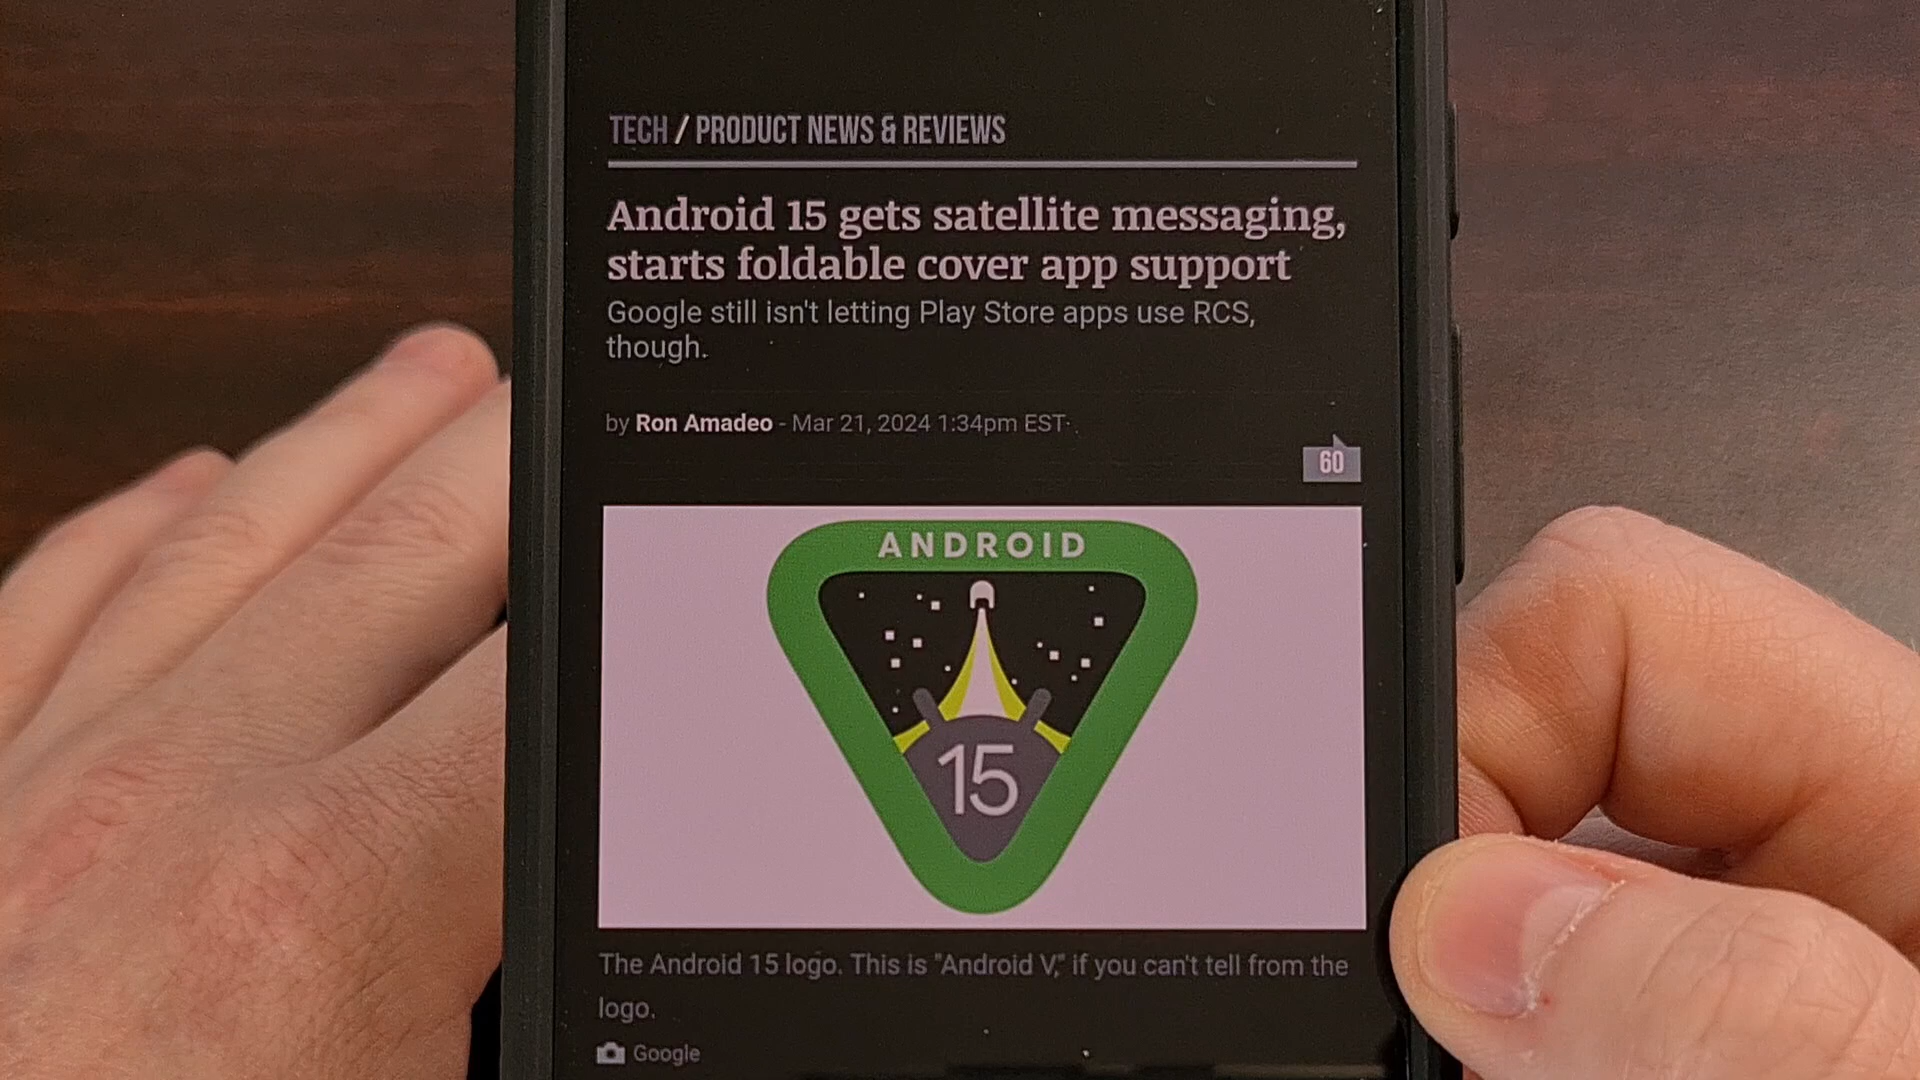 TECH / PRODUCT NEWS & REVIEWS
Android 15 gets satellite messaging,
starts foldable cover app support
Google still isn't letting Play Store apps use RCS,
though.
by Ron Amadeo - Mar 21, 2024 1:34pm EST
60
ANDROID
15
The Android 15 logo. This is "Android V," if you can't tell from the
logo.
Google